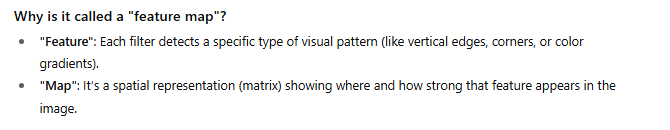 Why is it called a "feature map"?
• "Feature": Each filter detects a specific type of visual pattern (like vertical edges, corners, or color
gradients).
• "Map": It's a spatial representation (matrix) showing where and how strong that feature appears in the
image.